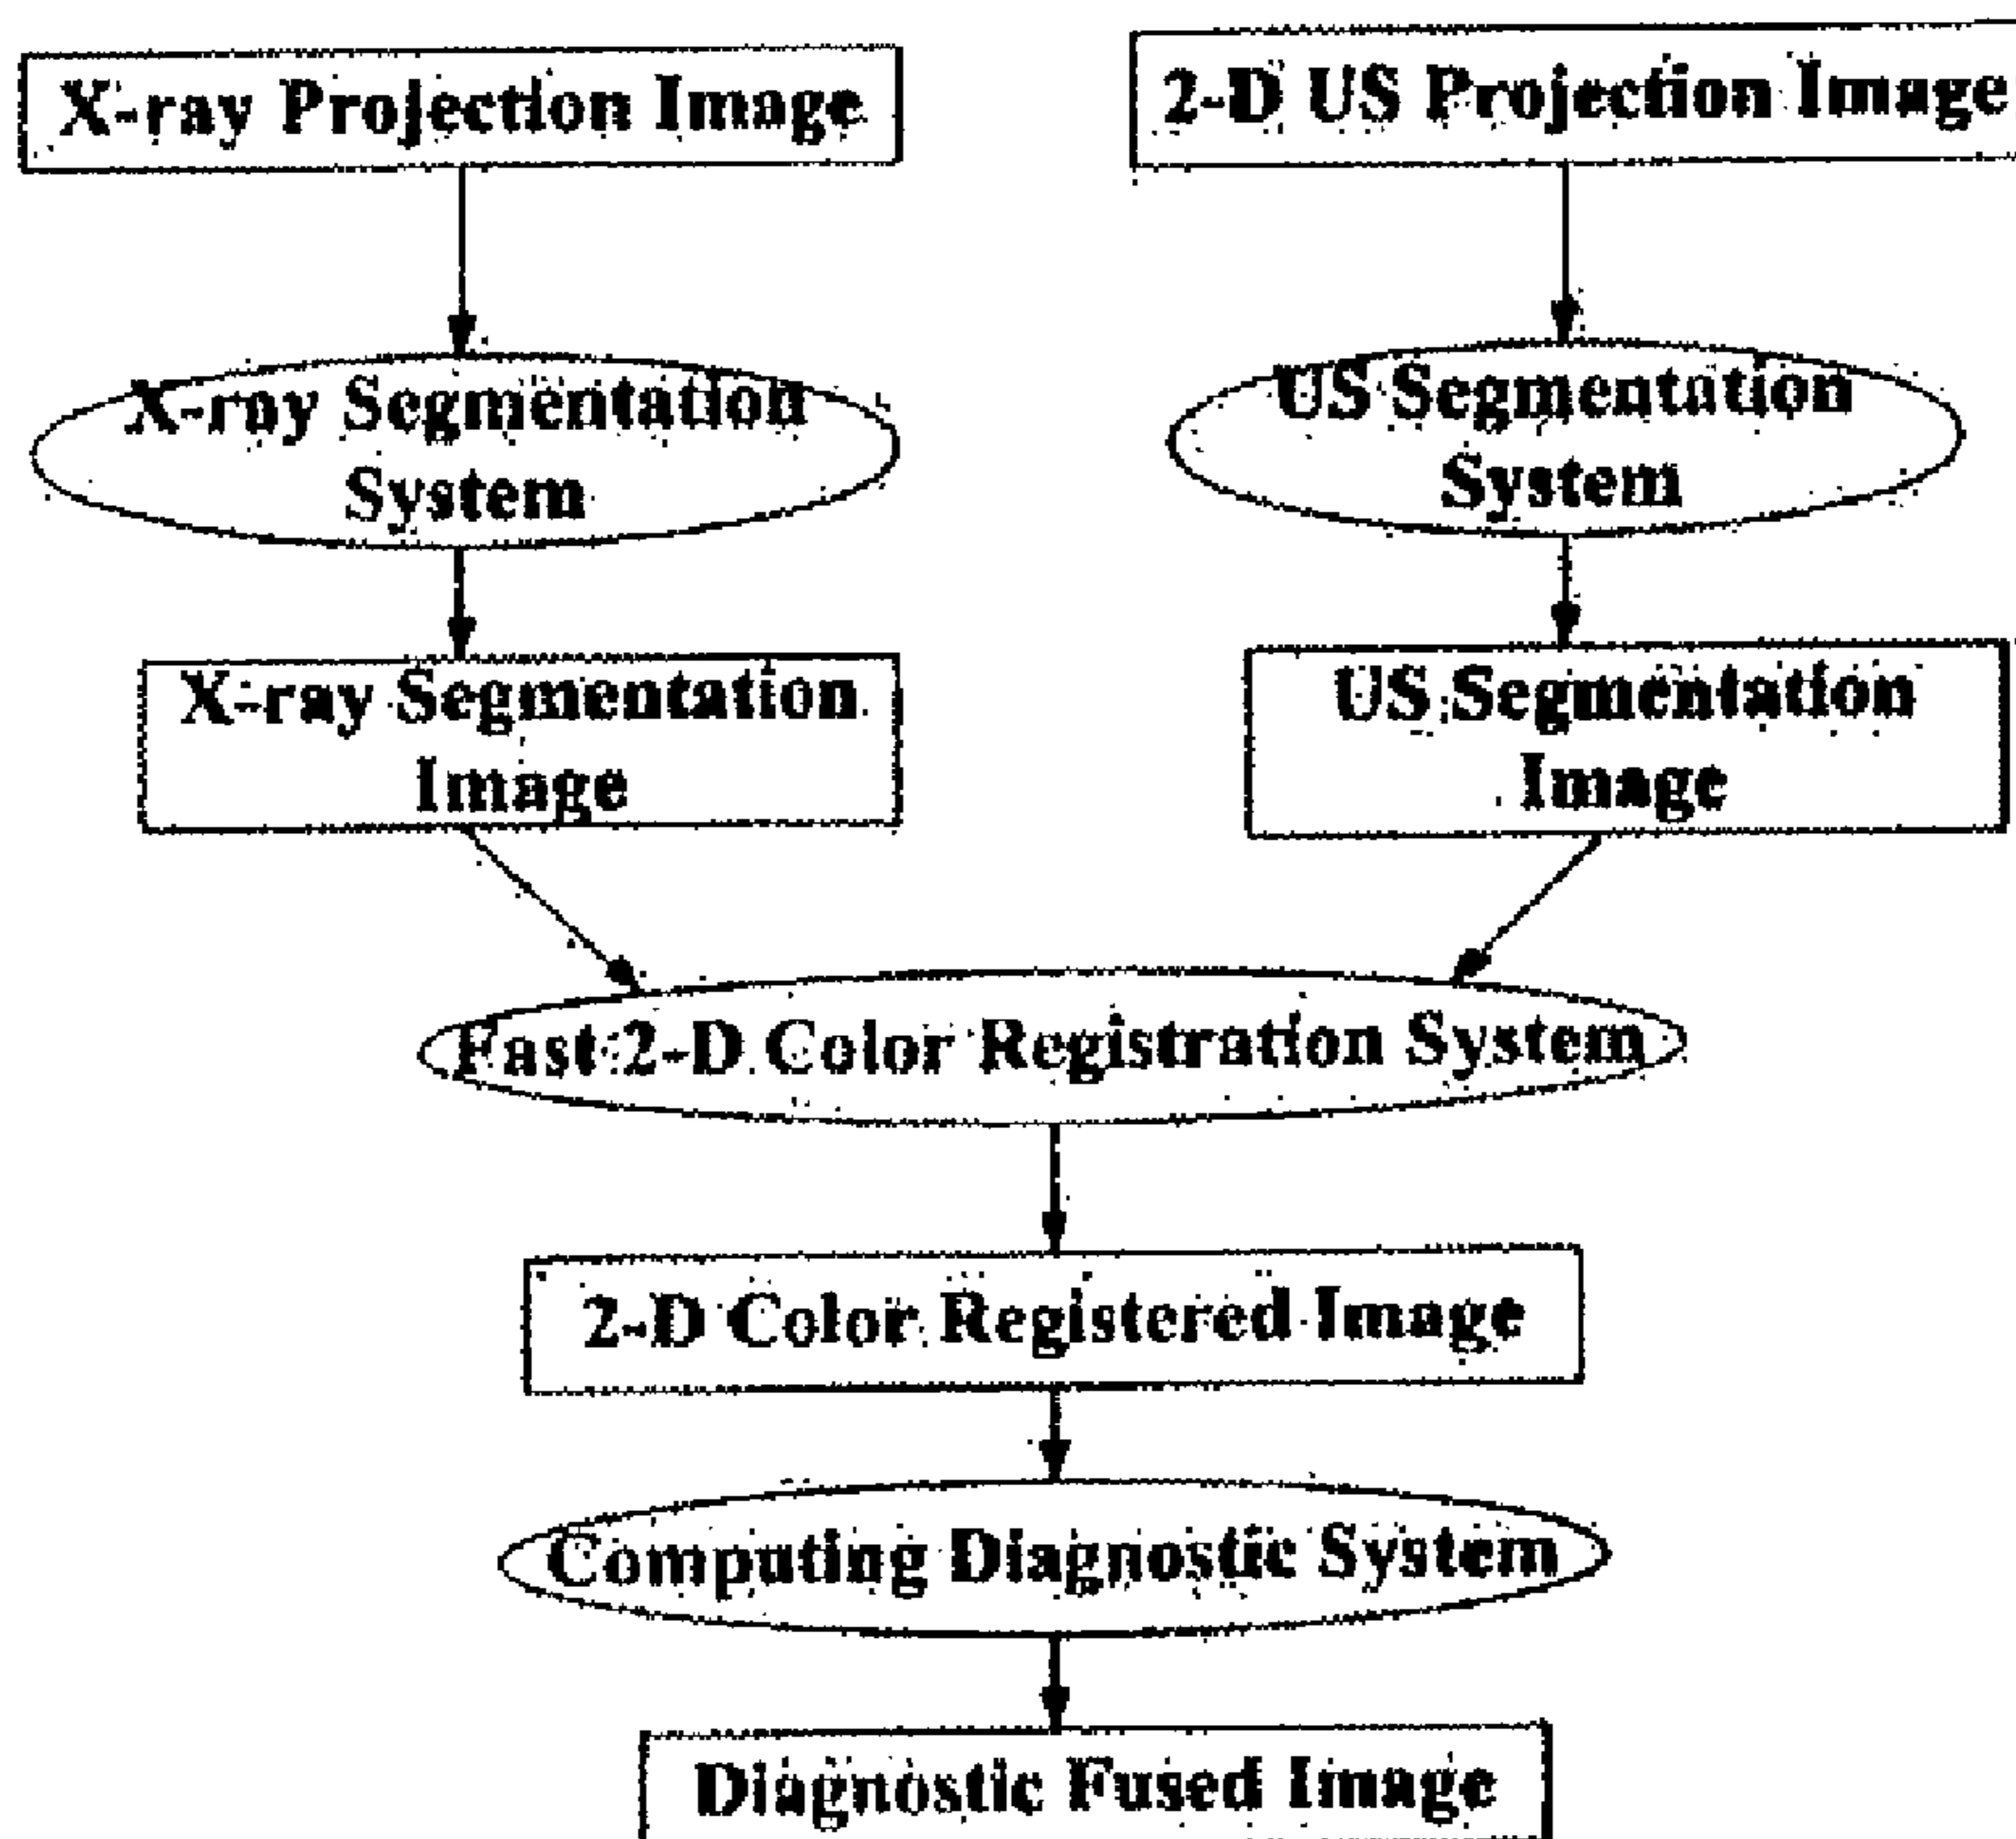 X-ray Projection Image
2-D US Projection Image
X-ray Segmentation
System
US Segmentation
System
X-ray Segmentation
Image
US Segmentation
Image
Fast 2-D Color Registration System
2-D Color Registered Image
Computing Diagnostic System
Diagnostic Fused Image